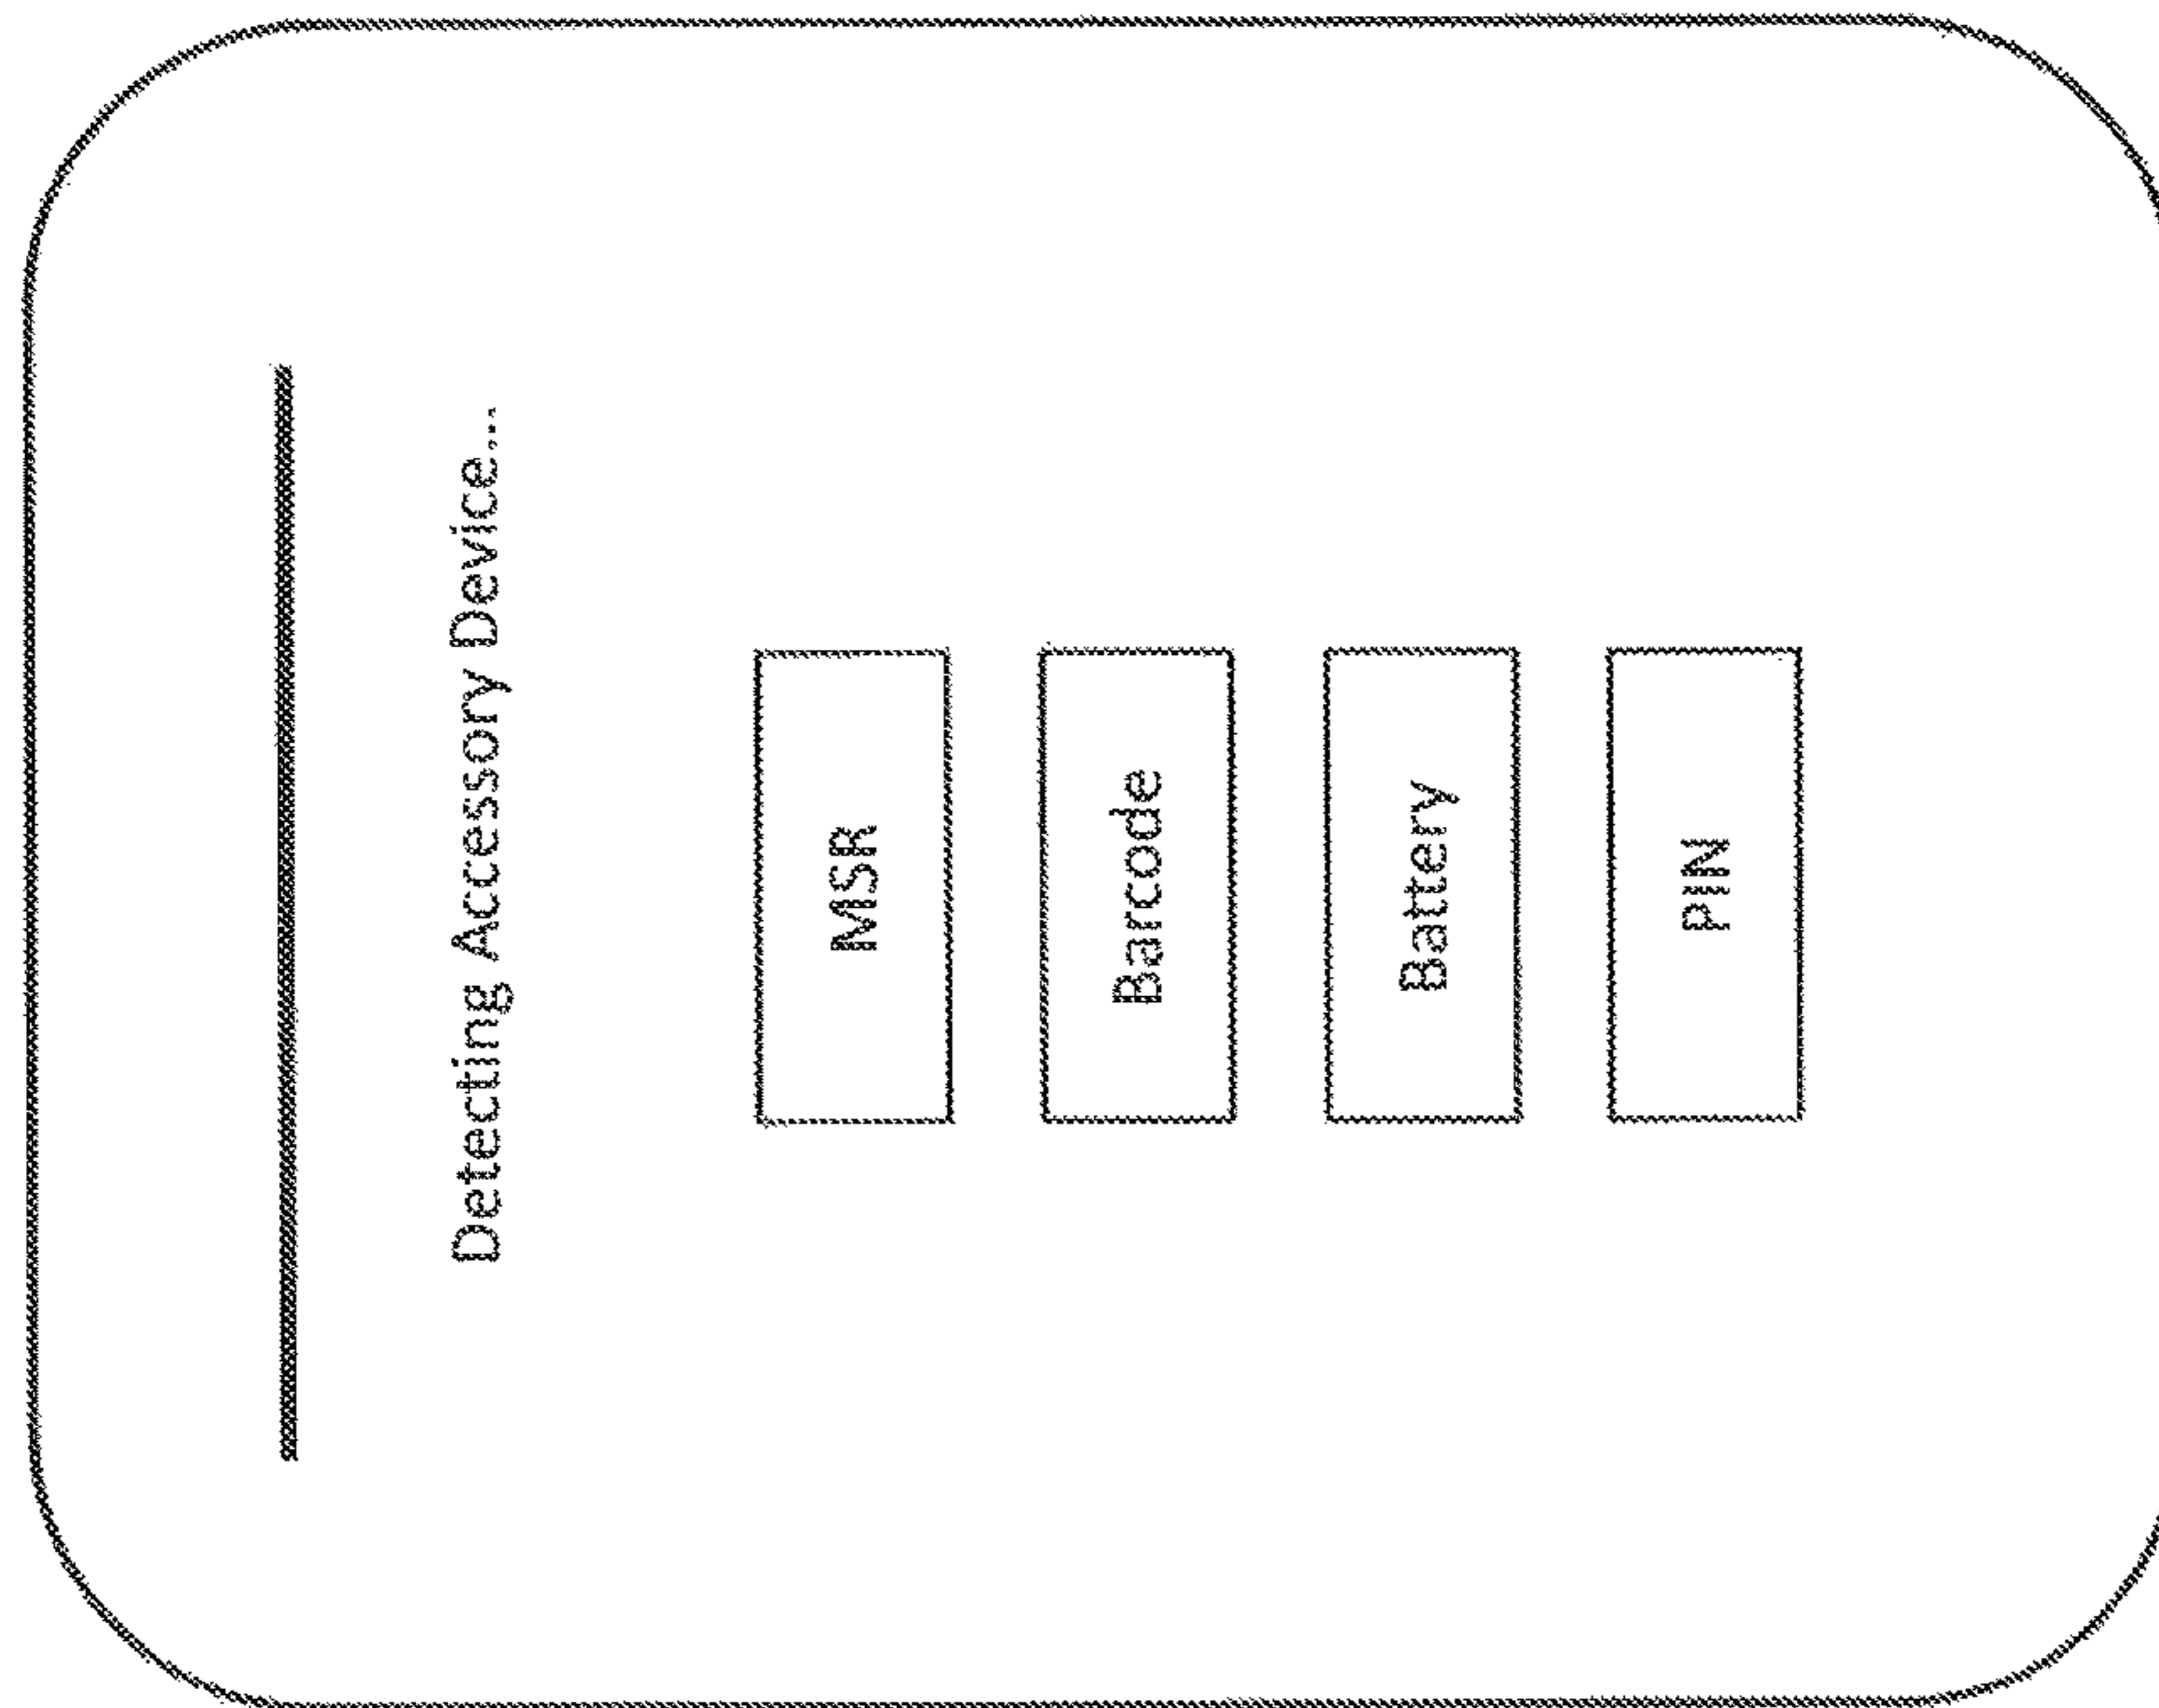 Detecting Accessory Device...
MSR
Barcode
Battery
PIN